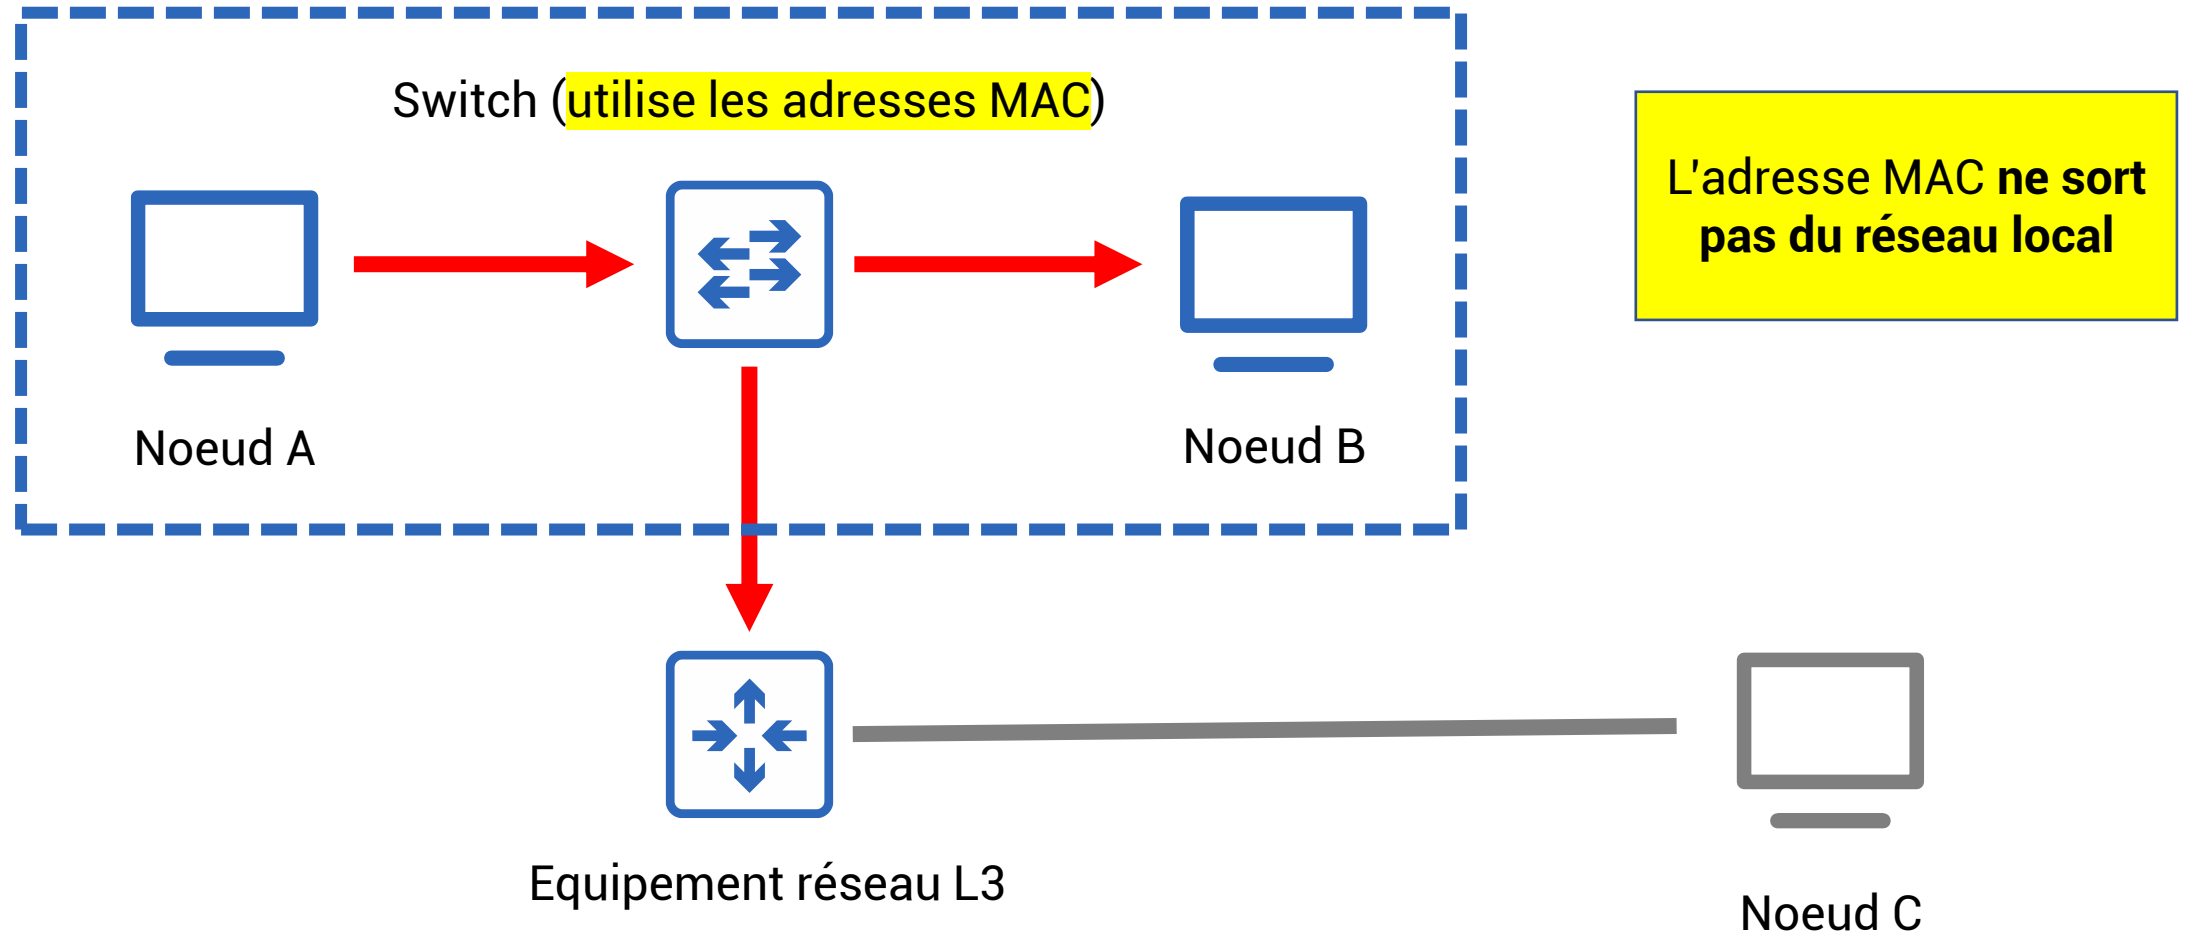 Switch (utilise les adresses MAC)
L'adresse MAC ne sort
pas du réseau local
Noeud A
Noeud B
Equipement réseau L3
Noeud C